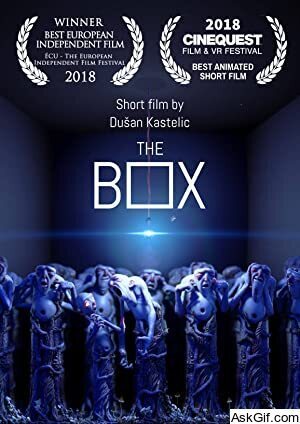 WINNER
BEST EUROPEAN
INDEPENDENT FILM
ÉCU - The European
Independent Film Festival
2018
2018
CINEQUEST
FILM & VR FESTIVAL
BEST ANIMATED
SHORT FILM
Short film by
Dušan Kastelic
THE
BOX
AskGif.com